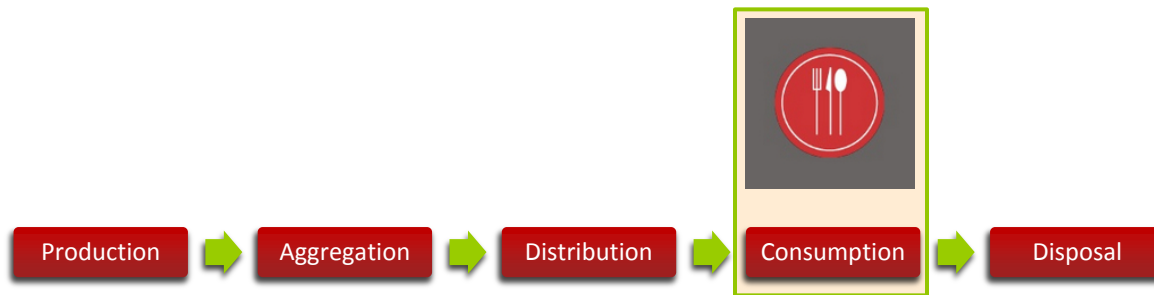 Production
Aggregation
Distribution
Consumption
Disposal